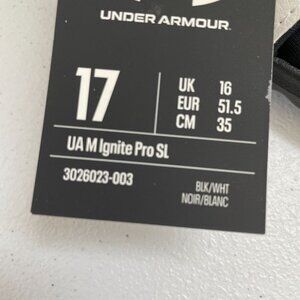 UNDER ARMOUR
17
UK 16
EUR 51.5
CM 35
UA M Ignite Pro SL
3026023-003
BLK/WHT
NOIR/BLANC